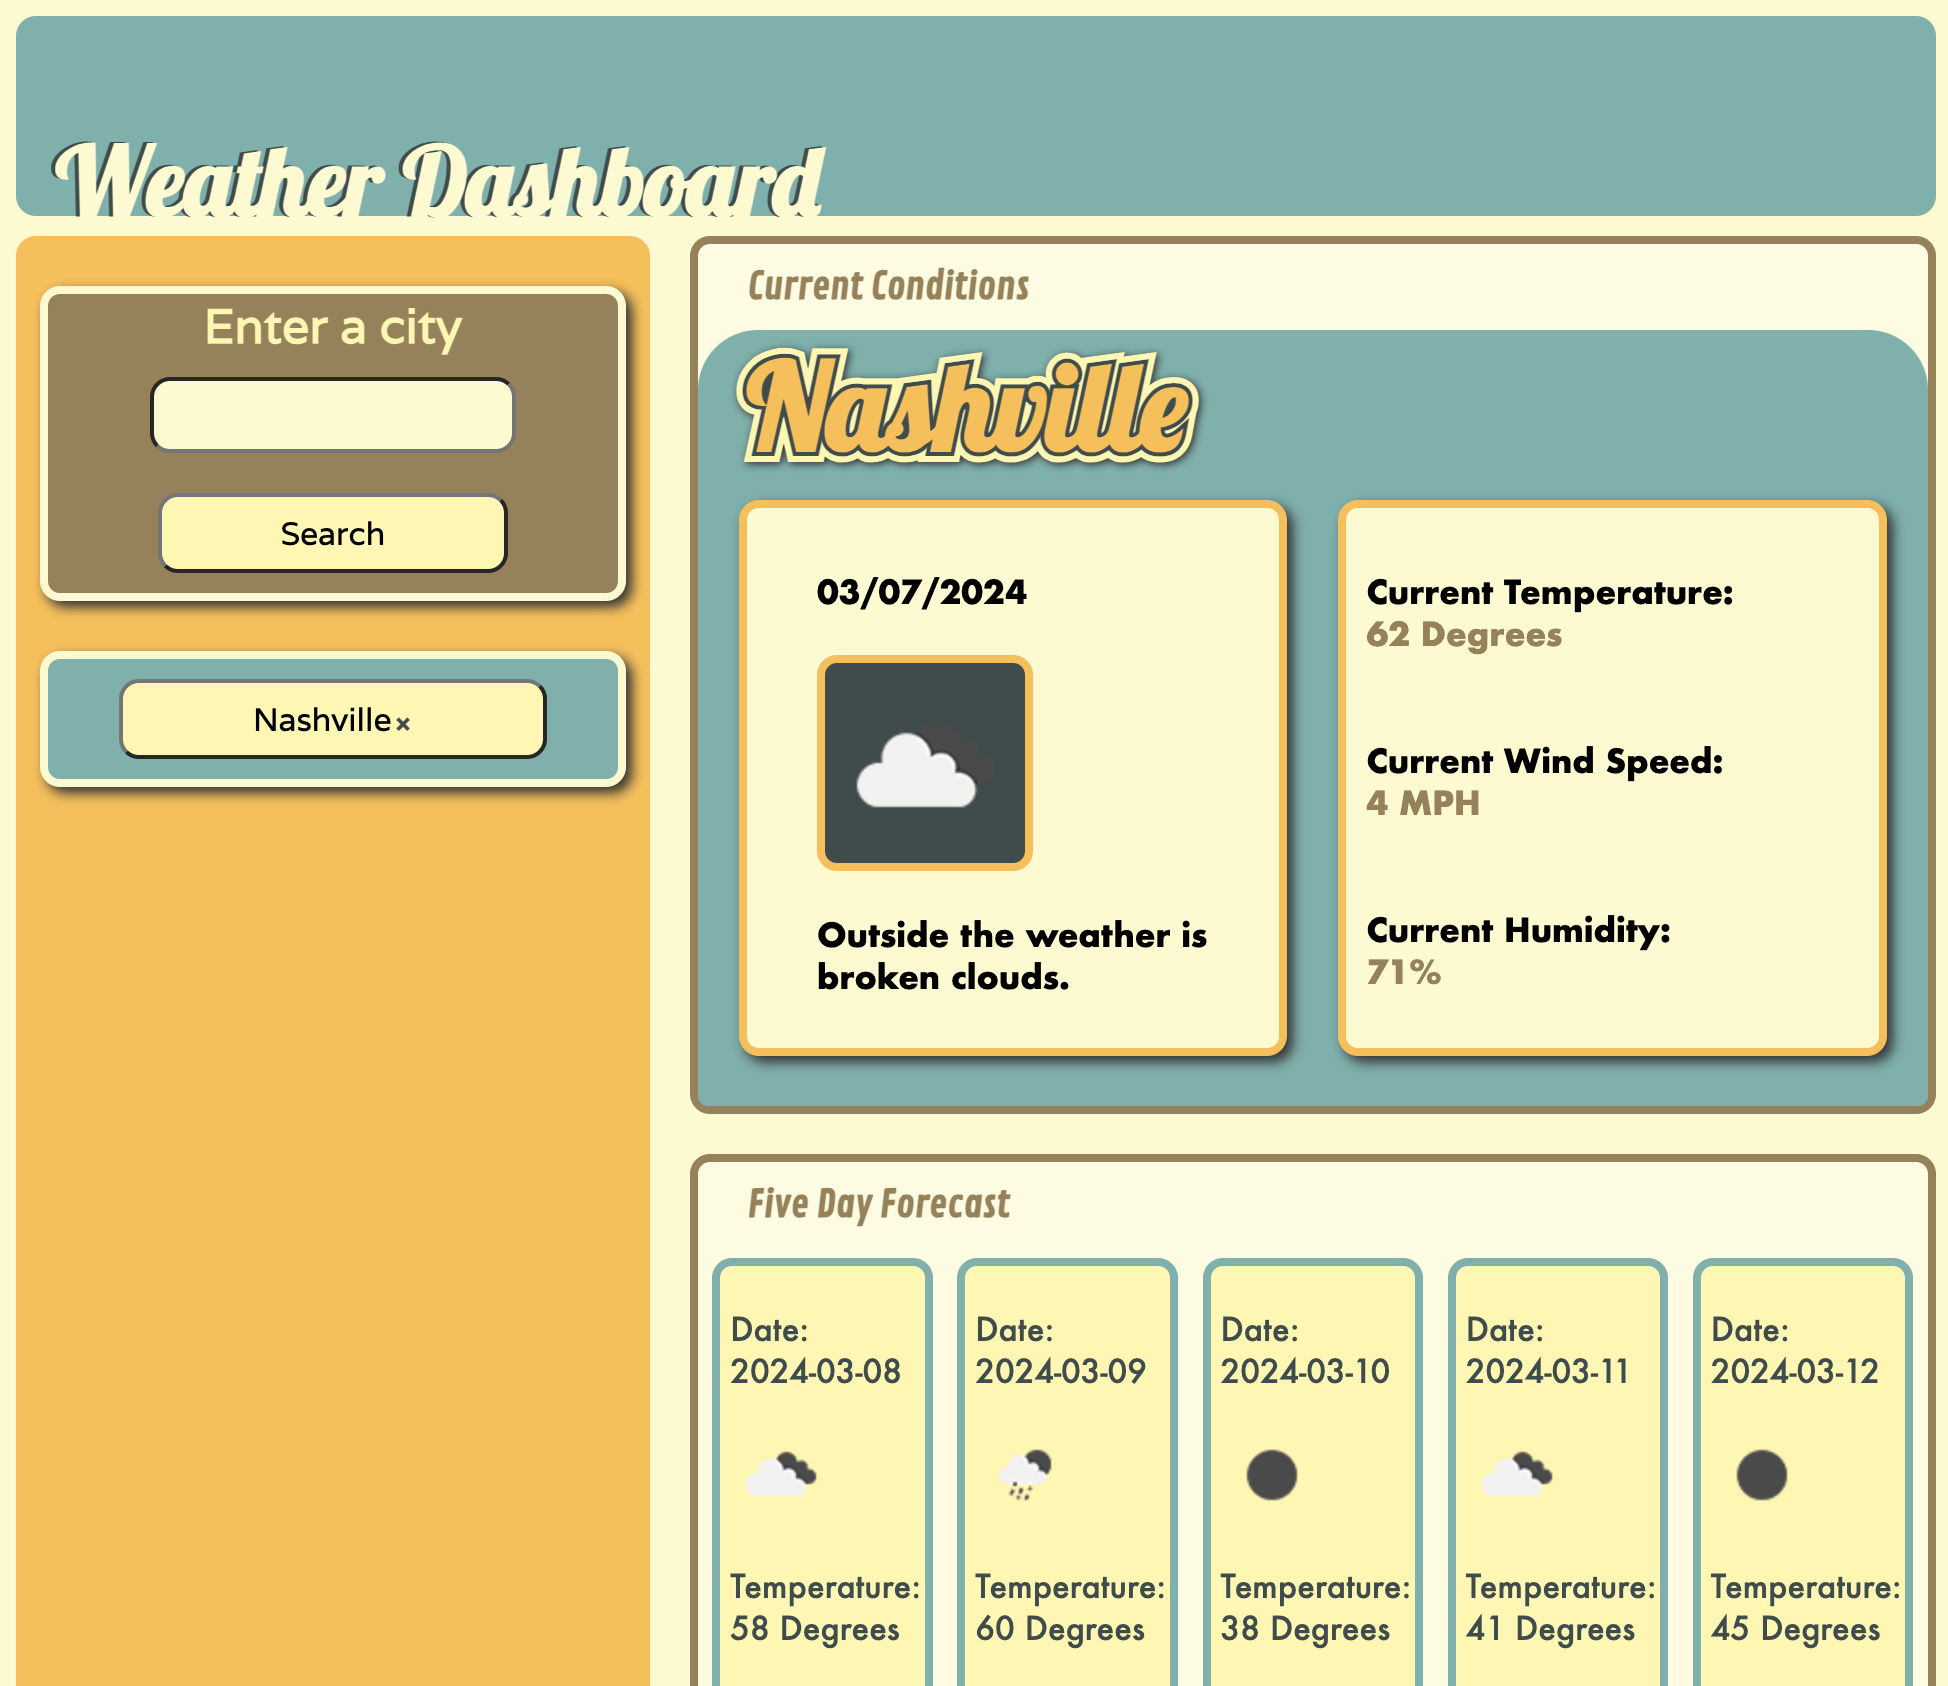 Weather Dashboard
Enter a city
Search
Nashville×
Current Conditions
Nashville
03/07/2024
Outside the weather is
broken clouds.
Current Temperature:
62 Degrees
Current Wind Speed:
4 MPH
Current Humidity:
71%
Five Day Forecast
Date:
2024-03-08
Temperature:
58 Degrees
Date:
2024-03-09
Temperature:
60 Degrees
Date:
2024-03-10
Temperature:
38 Degrees
Date:
2024-03-11
Temperature:
41 Degrees
Date:
2024-03-12
Temperature:
45 Degrees